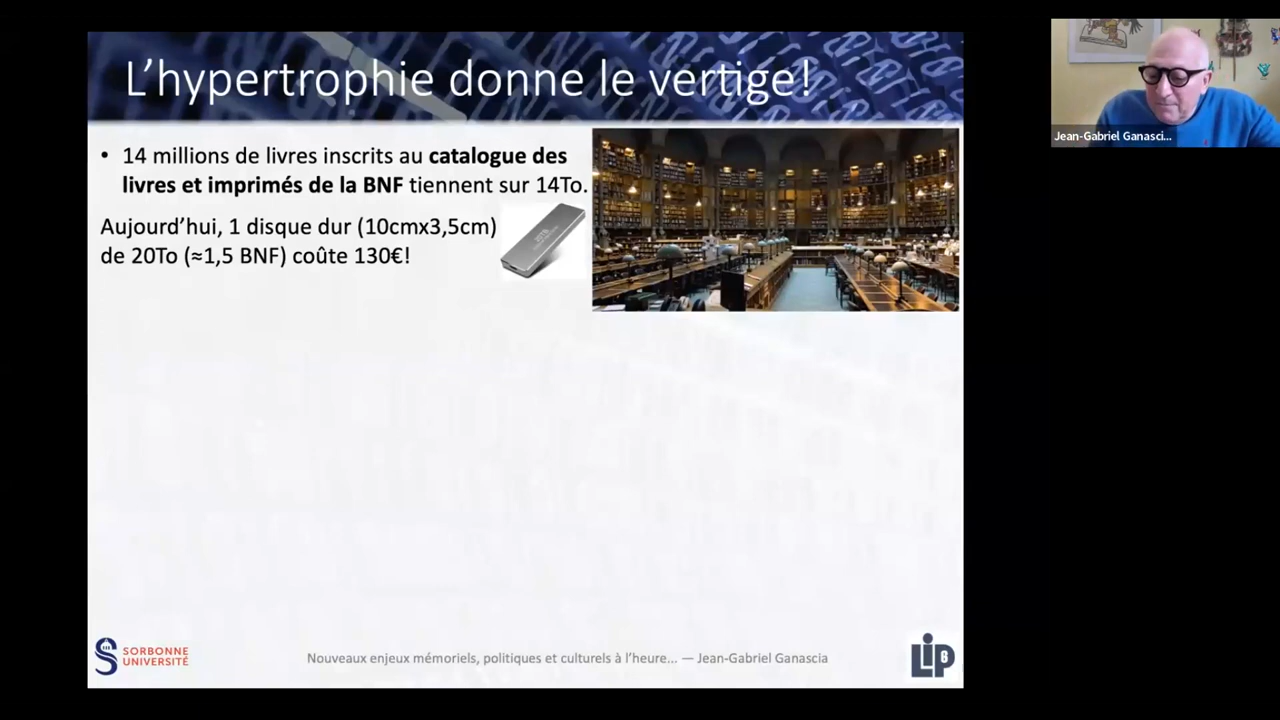 L'hypertrophie donne le vertige!
• 14 millions de livres inscrits au catalogue des
livres et imprimés de la BNF tiennent sur 14To.
Aujourd'hui, 1 disque dur (10cmx3,5cm)
de 20To (≈1,5 BNF) coûte 130€!
Jean-Gabriel Ganasci...
SORBONNE
UNIVERSITÉ
Nouveaux enjeux mémoriels, politiques et culturels à l'heure... — Jean-Gabriel Ganascia
LIP6